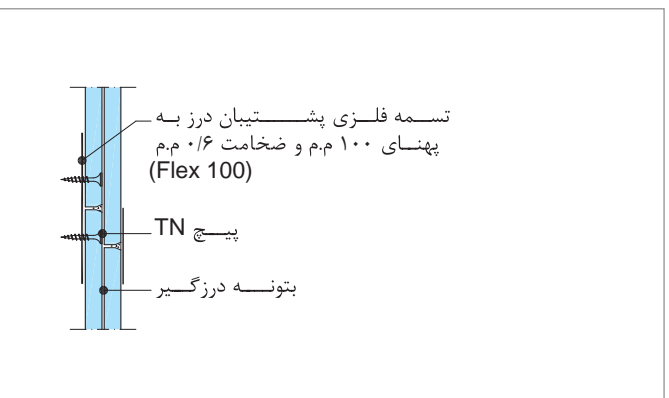 تسمه فلزی پشتیبان درز به
پهنای ۱۰۰ م.م و ضخامت ۰/۶ م.م
(Flex 100)
پیچ TN
بتونه درزگیر